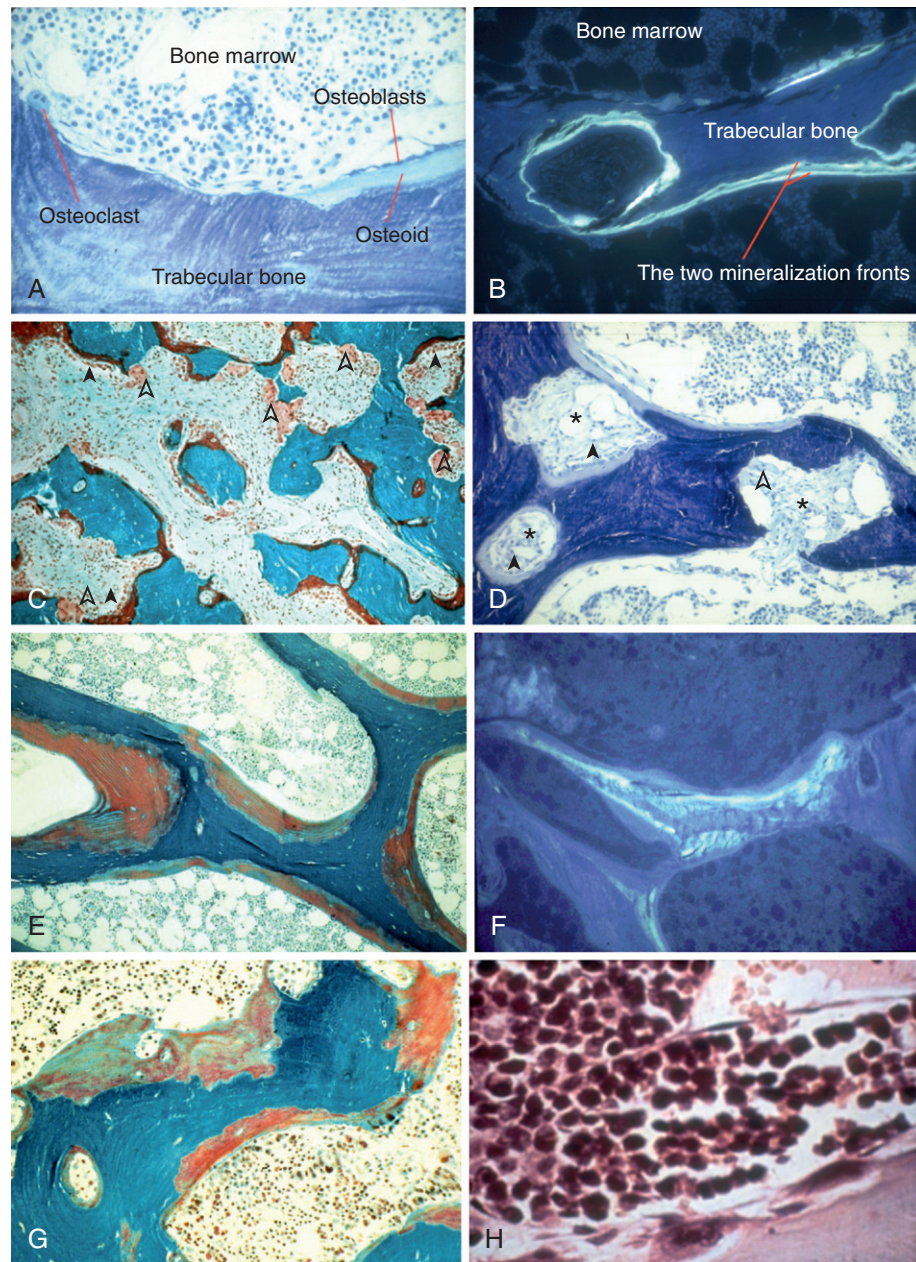 Bone marrow
Osteoblasts
Osteoclast
Osteoid
Trabecular bone
A
Bone marrow
Trabecular bone
The two mineralization fronts
B
C
*
*
*
D
E
F
G
H